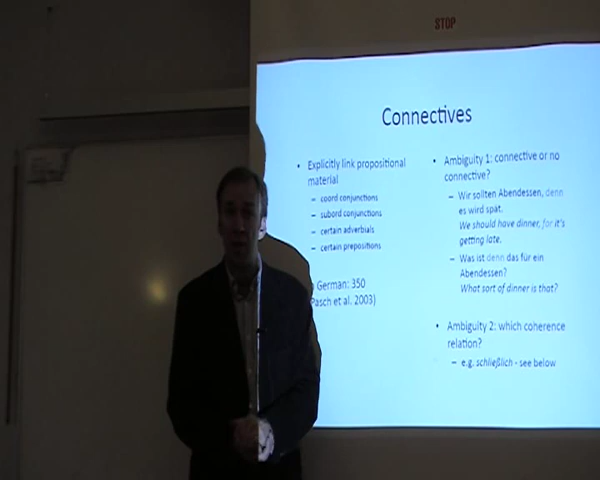 STOP
Connectives
• Explicitly link propositional
material
– coord conjunctions
– subord conjunctions
– certain adverbials
– certain prepositions
German: 350
Pasch et al. 2003)
• Ambiguity 1: connective or no
connective?
– Wir sollten Abendessen, denn
es wird spät.
We should have dinner, for it's
getting late.
– Was ist denn das für ein
Abendessen?
What sort of dinner is that?
• Ambiguity 2: which coherence
relation?
– e.g. schließlich - see below